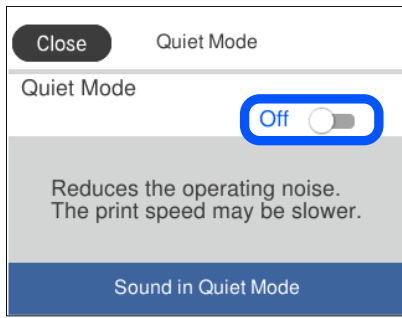 Close
Quiet Mode
Quiet Mode
Off
Reduces the operating noise.
The print speed may be slower.
Sound in Quiet Mode